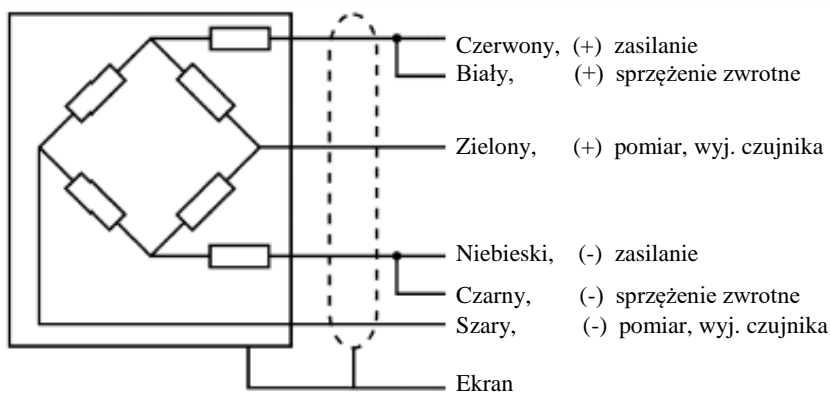 Czerwony, (+) zasilanie
Biały, (+) sprzężenie zwrotne
Zielony, (+) pomiar, wyj. czujnika
Niebieski, (-) zasilanie
Czarny, (-) sprzężenie zwrotne
Szary, (-) pomiar, wyj. czujnika
Ekran